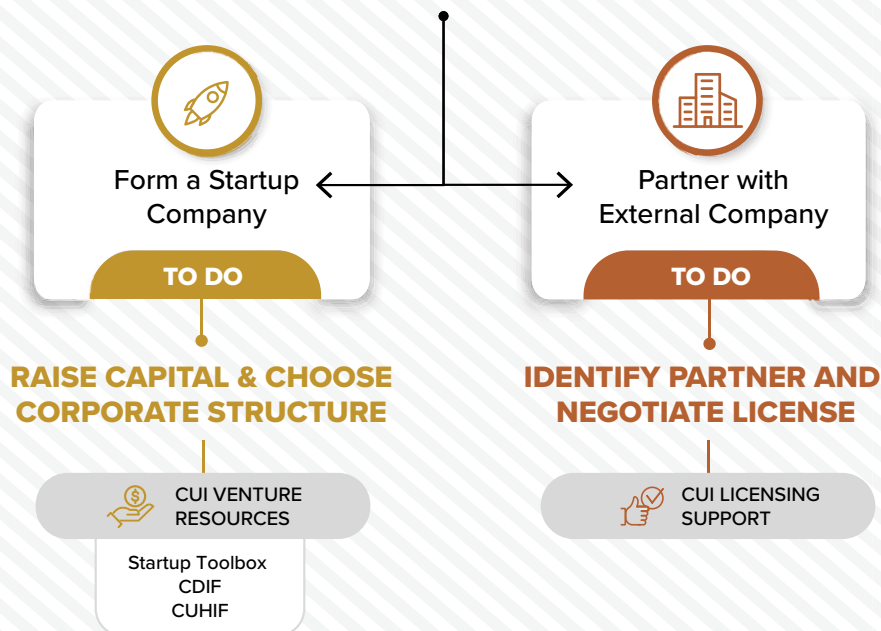 Form a Startup
Company
TO DO
RAISE CAPITAL & CHOOSE
CORPORATE STRUCTURE
$
CUI VENTURE
RESOURCES
Startup Toolbox
CDIF
CUHIF
Partner with
External Company
TO DO
IDENTIFY PARTNER AND
NEGOTIATE LICENSE
CUI LICENSING
SUPPORT